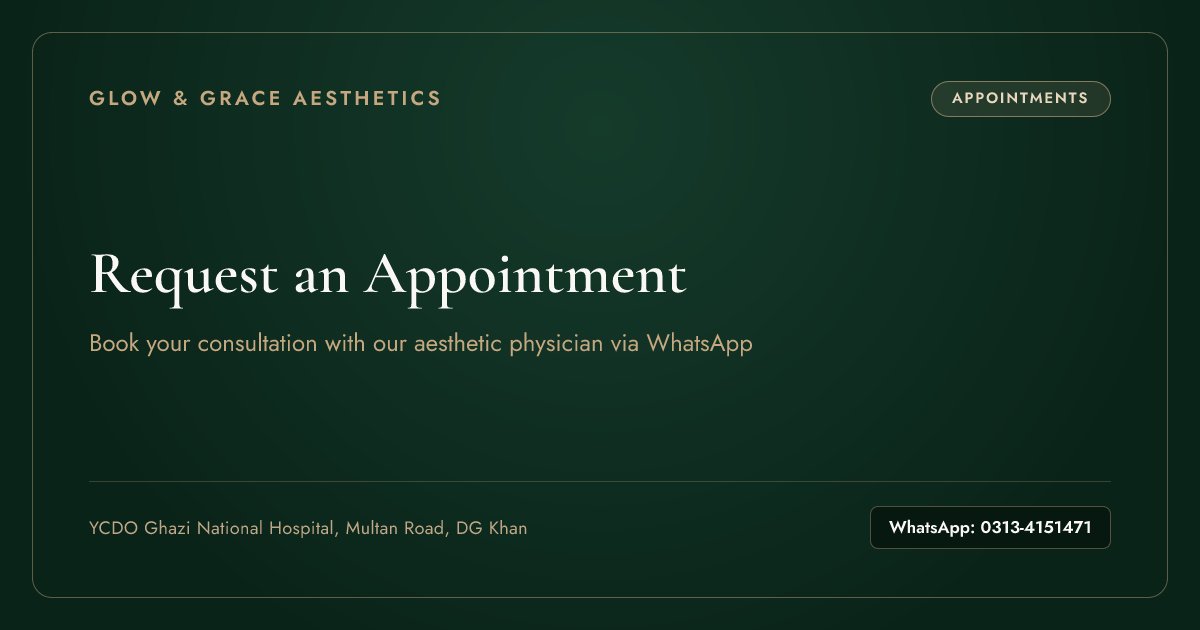 GLOW & GRACE AESTHETICS
APPOINTMENTS
Request an Appointment
Book your consultation with our aesthetic physician via WhatsApp
YCDO Ghazi National Hospital, Multan Road, DG Khan
WhatsApp: 0313-4151471